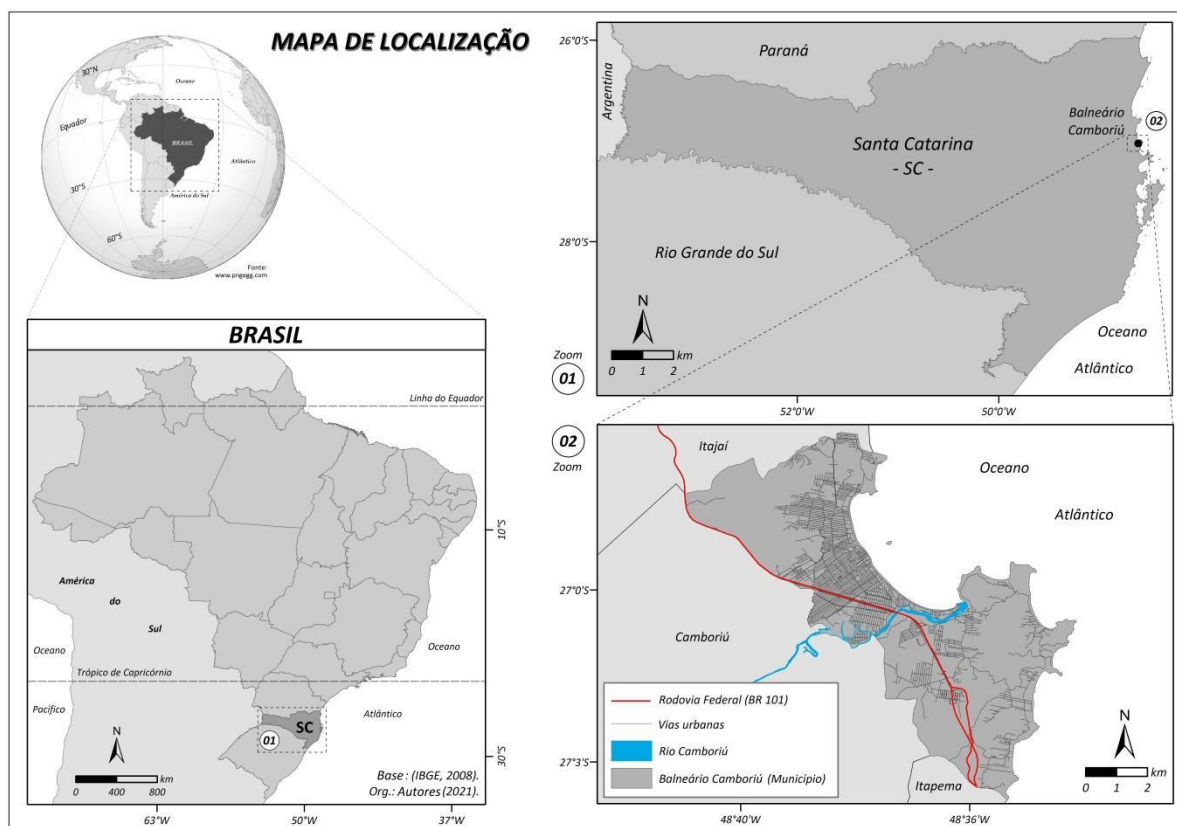 MAPA DE LOCALIZAÇÃO
30°N
Oceano
Equador
BRASIL
Atlântico
30°S
América do Sul
60°S
Fonte:
www.pngegg.com
BRASIL
Linha do Equador
10°S
América
do
Sul
Oceano
Oceano
Trópico de Capricórnio
Pacífico
Atlântico
SC
01
N
km
0 400 800
30°S
Base : (IBGE, 2008).
Org.: Autores (2021).
63°W
50°W
37°W
26°0'S
Argentina
Paraná
Balneário
Camboriú
02
Santa Catarina
- SC -
28°0'S
Rio Grande do Sul
N
km
0 1 2
Oceano
Atlântico
Zoom
01
52°W
50°W
02
Zoom
Itajaí
Oceano
Atlântico
27°0'S
Camboriú
Rodovia Federal (BR 101)
Vias urbanas
Rio Camboriú
Balneário Camboriú (Município)
27°3'S
Itapema
N
km
0 1 2
48°40'W
48°36'W